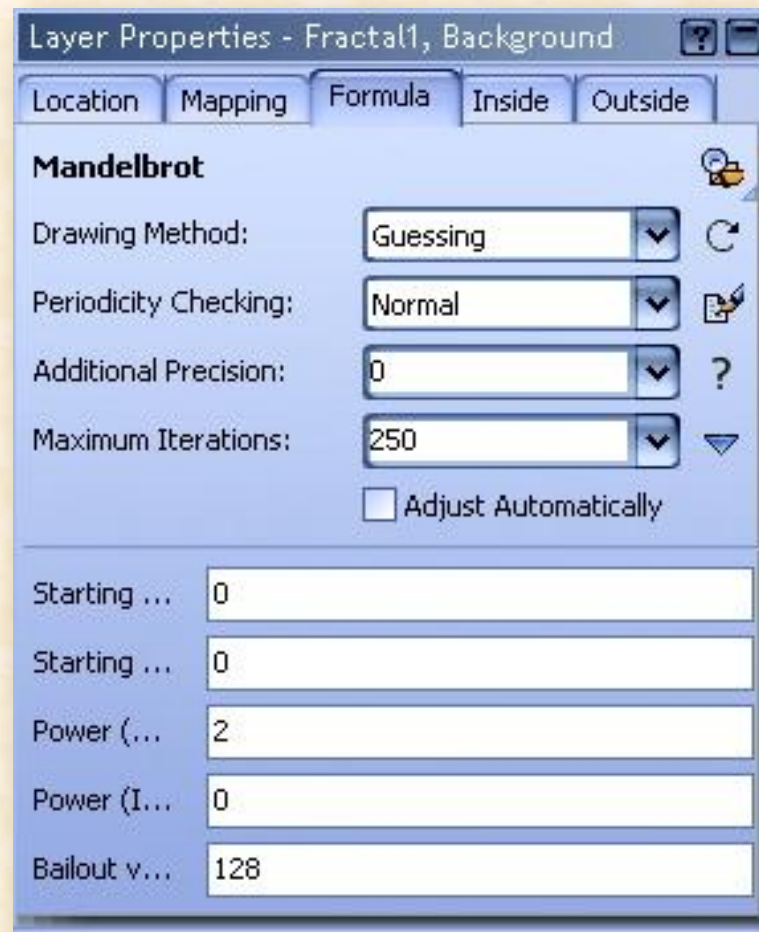 Layer Properties - Fractal1, Background ?
Location Mapping Formula Inside Outside
Mandelbrot
Drawing Method: Guessing
Periodicity Checking: Normal
Additional Precision: 0 ?
Maximum Iterations: 250
Adjust Automatically
Starting ... 0
Starting ... 0
Power (... 2
Power (I... 0
Bailout v... 128